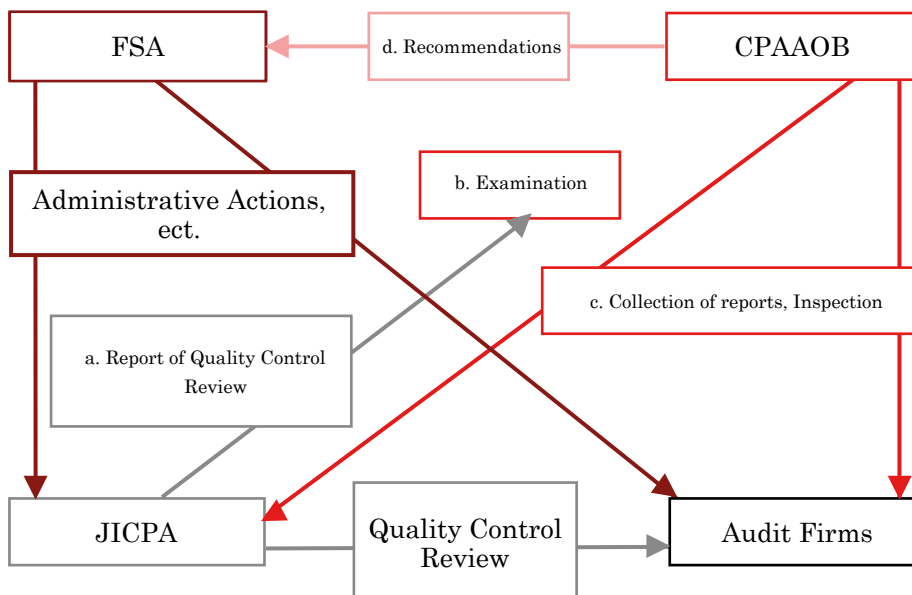 FSA
d. Recommendations
CPAAOB
b. Examination
Administrative Actions,
ect.
c. Collection of reports, Inspection
a. Report of Quality Control
Review
JICPA
Quality Control
Review
Audit Firms